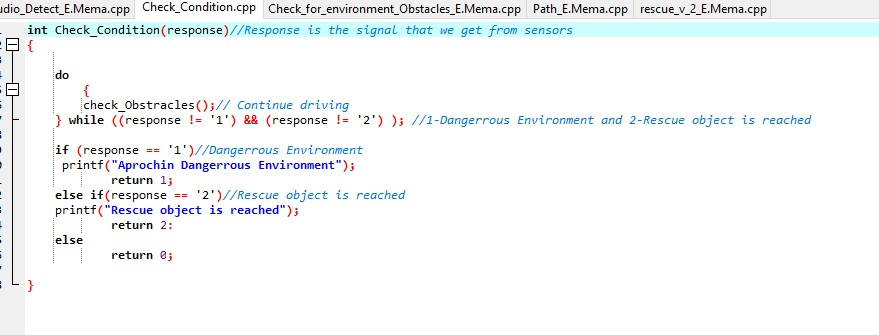 udio_Detect_E.Mema.cpp Check_Condition.cpp Check_for_environment_Obstacles_E.Mema.cpp Path_E.Mema.cpp rescue_v_2_E.Mema.cpp
int Check_Condition(response)//Response is the signal that we get from sensors
{
do
{
check_Obstracles();// Continue driving
} while ((response != '1') && (response != '2') ); //1-Dangerrous Environment and 2-Rescue object is reached
if (response == '1')//Dangerrous Environment
printf("Aprochin Dangerrous Environment");
return 1;
else if(response == '2')//Rescue object is reached
printf("Rescue object is reached");
return 2:
else
return 0;
}